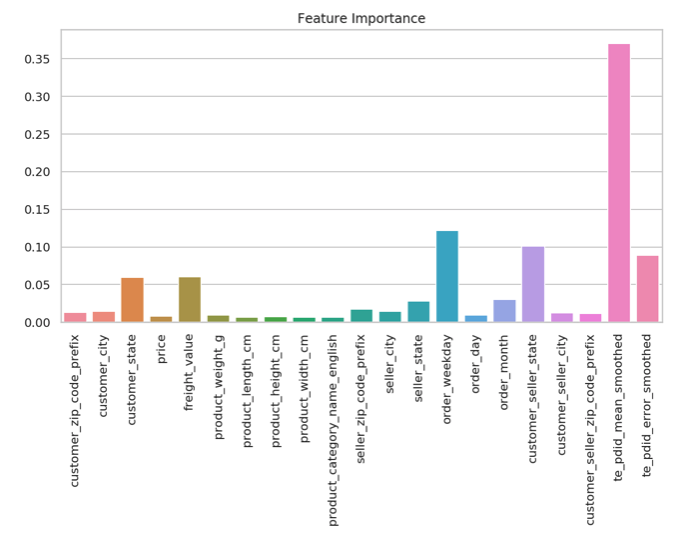 Feature Importance
0.35
0.30
0.25
0.20
0.15
0.10
0.05
0.00
customer_zip_code_prefix
customer_city
customer_state
price
freight_value
product_weight_g
product_length_cm
product_height_cm
product_width_cm
product_category_name_english
seller_zip_code_prefix
seller_city
seller_state
order_weekday
order_day
order_month
customer_seller_state
customer_seller_city
customer_seller_zip_code_prefix
te_pdid_mean_smoothed
te_pdid_error_smoothed